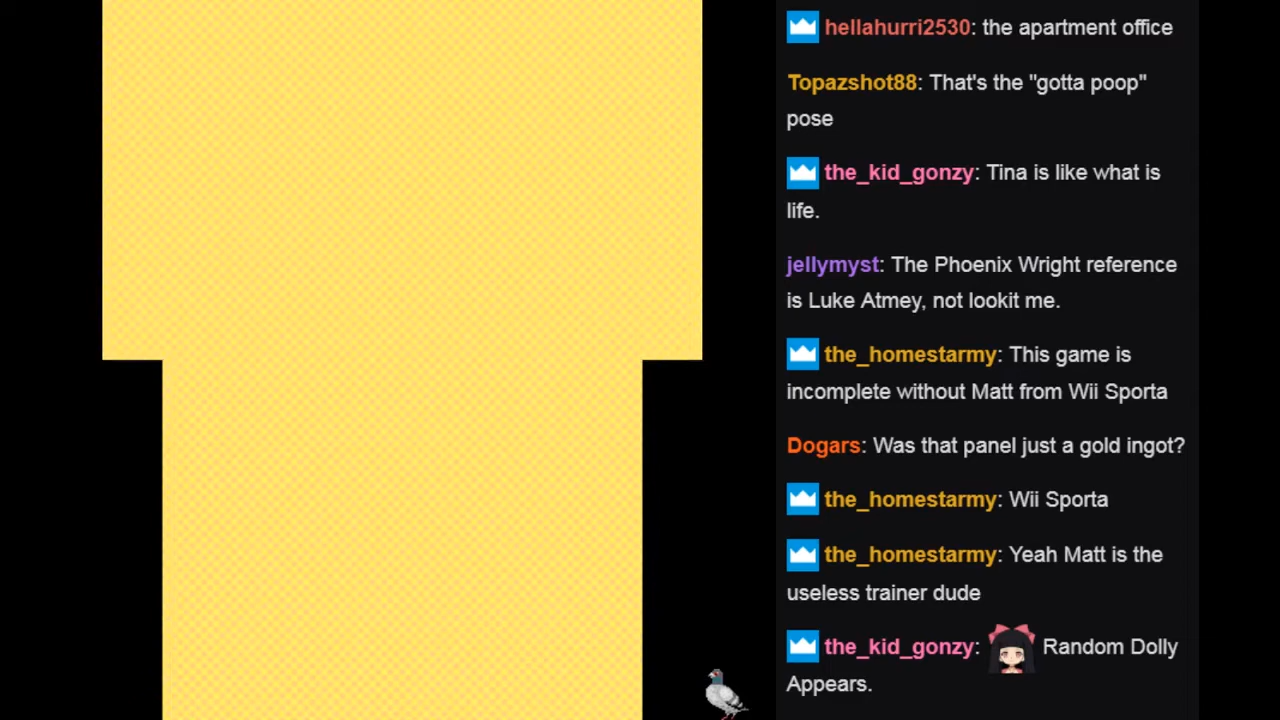 hellahurri2530: the apartment office
Topazshot88: That's the "gotta poop"
pose
the_kid_gonzy: Tina is like what is
life.
jellymyst: The Phoenix Wright reference
is Luke Atmey, not lookit me.
the_homestarmy: This game is
incomplete without Matt from Wii Sporta
Dogars: Was that panel just a gold ingot?
the_homestarmy: Wii Sporta
the_homestarmy: Yeah Matt is the
useless trainer dude
the_kid_gonzy: Random Dolly
Appears.